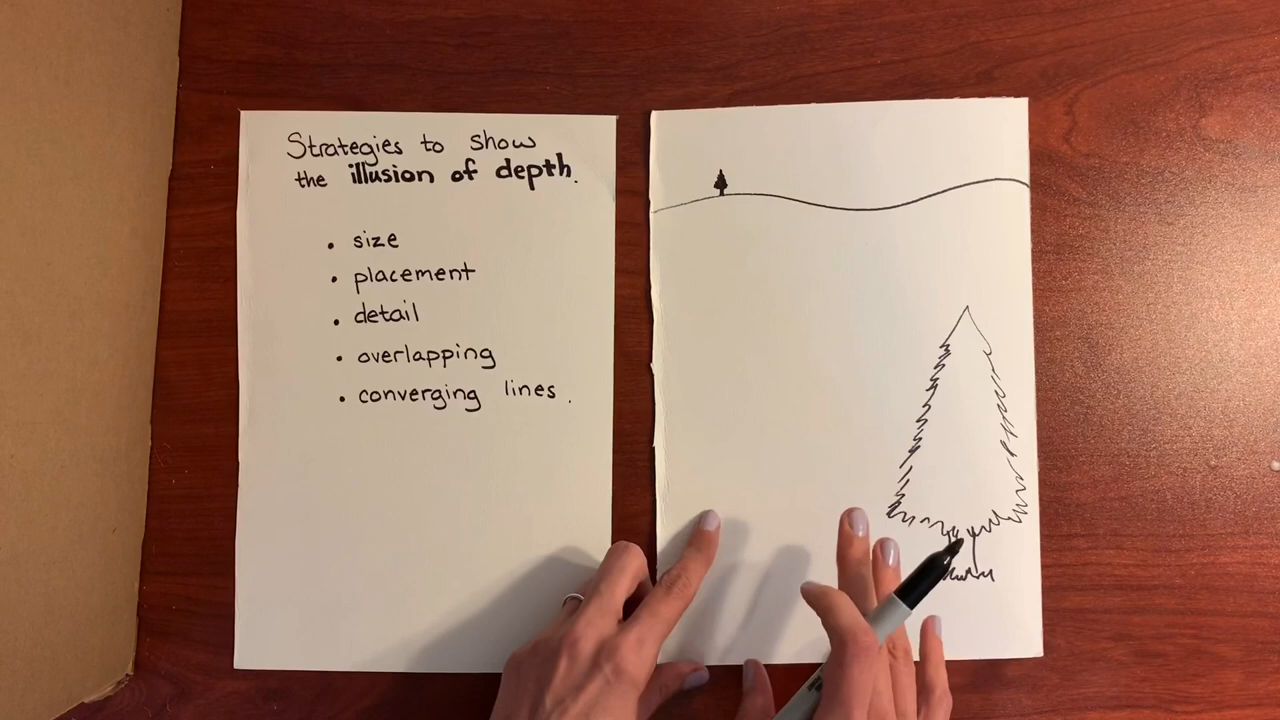 Strategies to show
the illusion of depth.
• size
• placement
• detail
• overlapping
• converging lines.